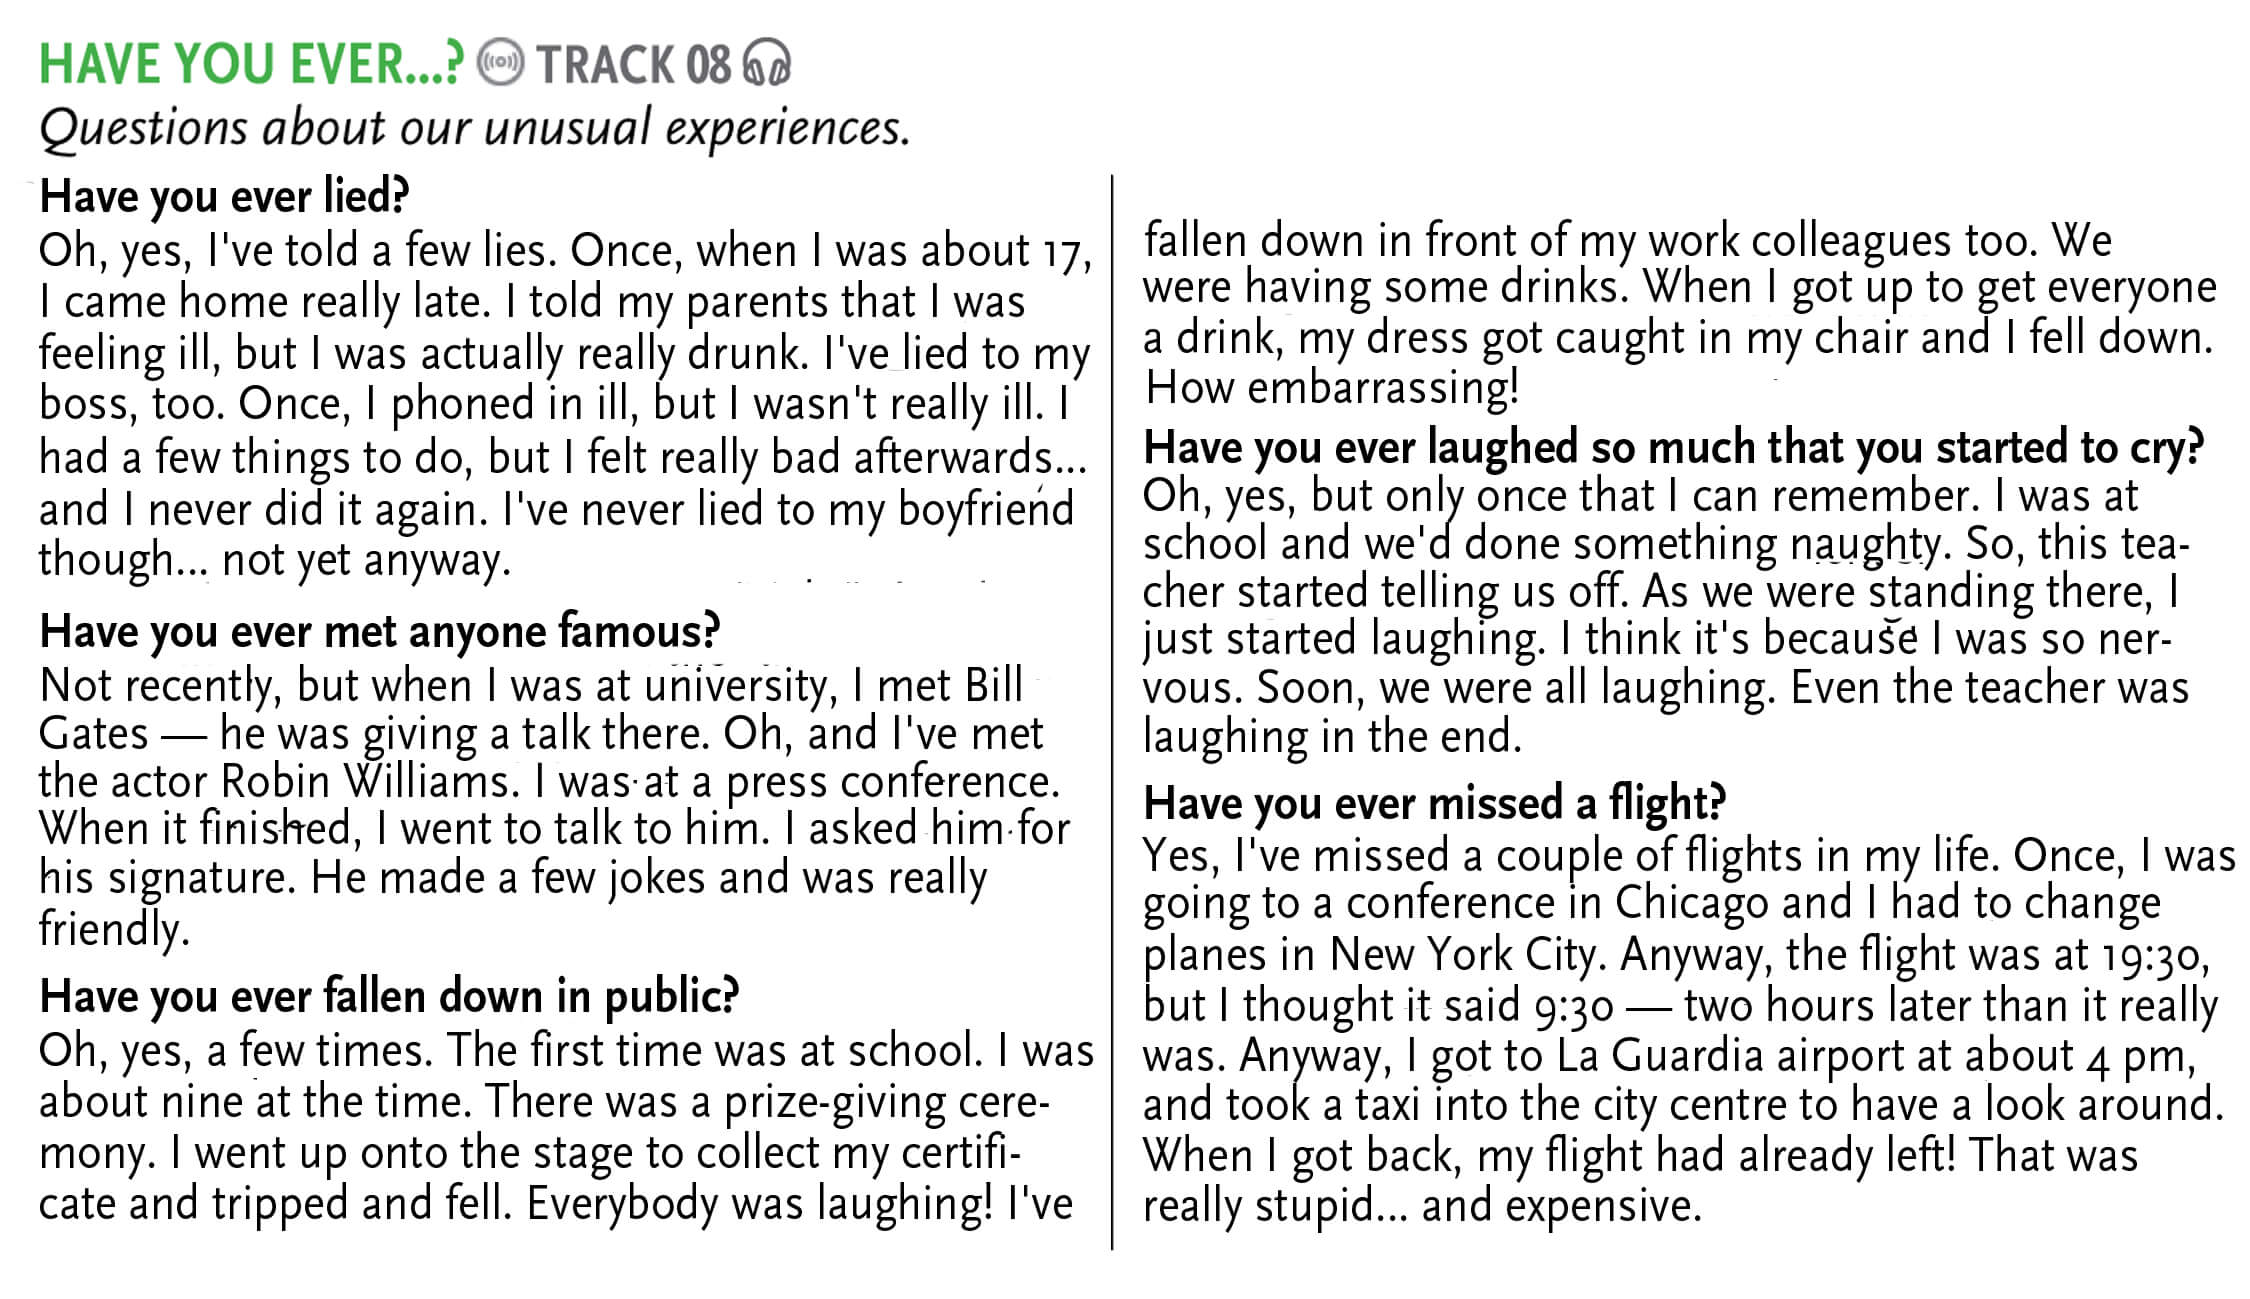 HAVE YOU EVER...? TRACK 08
Questions about our unusual experiences.
Have you ever lied?
Oh, yes, I've told a few lies. Once, when I was about 17,
I came home really late. I told my parents that I was
feeling ill, but I was actually really drunk. I've lied to my
boss, too. Once, I phoned in ill, but I wasn't really ill. I
had a few things to do, but I felt really bad afterwards...
and I never did it again. I've never lied to my boyfriend
though... not yet anyway.
Have you ever met anyone famous?
Not recently, but when I was at university, I met Bill
Gates — he was giving a talk there. Oh, and I've met
the actor Robin Williams. I was at a press conference.
When it finished, I went to talk to him. I asked him for
his signature. He made a few jokes and was really
friendly.
Have you ever fallen down in public?
Oh, yes, a few times. The first time was at school. I was
about nine at the time. There was a prize-giving cere-
mony. I went up onto the stage to collect my certifi-
cate and tripped and fell. Everybody was laughing! I've
fallen down in front of my work colleagues too. We
were having some drinks. When I got up to get everyone
a drink, my dress got caught in my chair and I fell down.
How embarrassing!
Have you ever laughed so much that you started to cry?
Oh, yes, but only once that I can remember. I was at
school and we'd done something naughty. So, this tea-
cher started telling us off. As we were standing there, I
just started laughing. I think it's because I was so ner-
vous. Soon, we were all laughing. Even the teacher was
laughing in the end.
Have you ever missed a flight?
Yes, I've missed a couple of flights in my life. Once, I was
going to a conference in Chicago and I had to change
planes in New York City. Anyway, the flight was at 19:30,
but I thought it said 9:30 — two hours later than it really
was. Anyway, I got to La Guardia airport at about 4 pm,
and took a taxi into the city centre to have a look around.
When I got back, my flight had already left! That was
really stupid... and expensive.